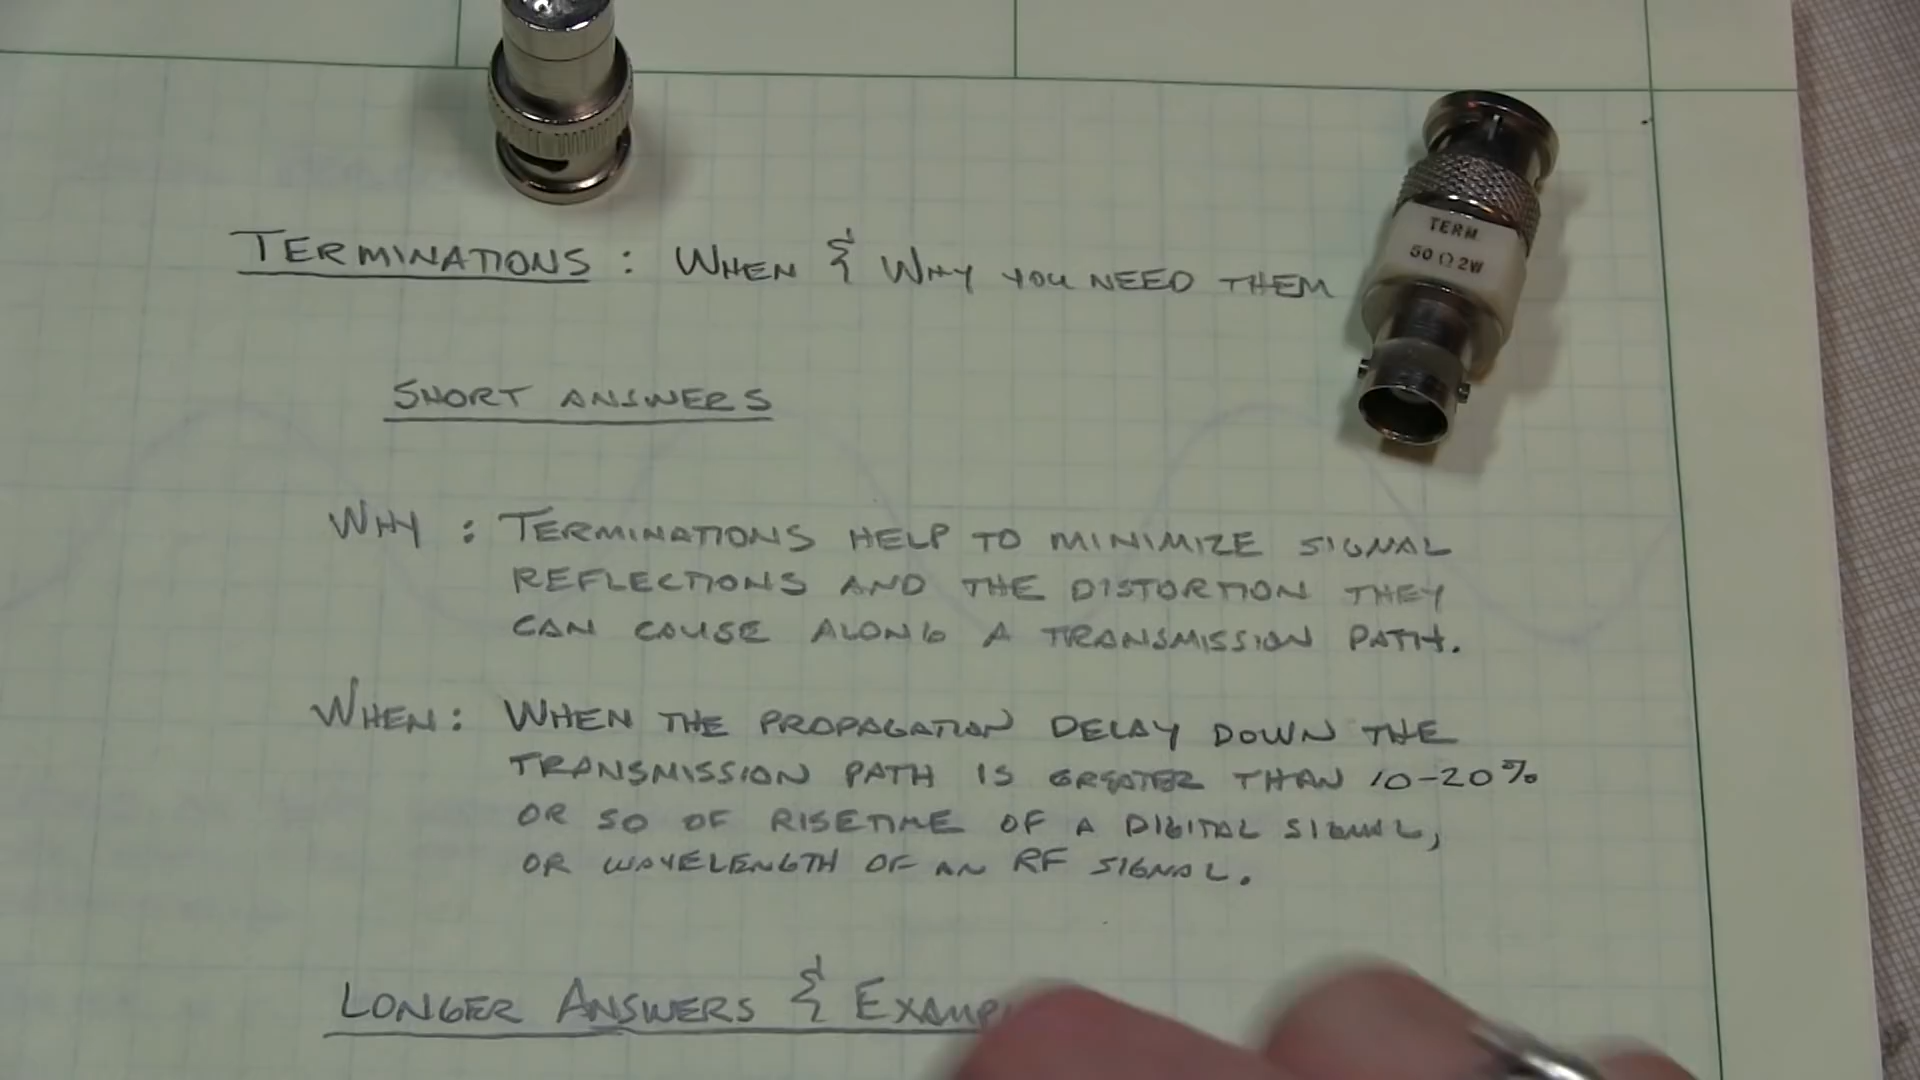 TERM.
50Ω 2W
TERMINATIONS : WHEN & WHY YOU NEED THEM
SHORT ANSWERS
WHY : TERMINATIONS HELP TO MINIMIZE SIGNAL
REFLECTIONS AND THE DISTORTION THEY
CAN CAUSE ALONG A TRANSMISSION PATH.
WHEN: WHEN THE PROPAGATION DELAY DOWN THE
TRANSMISSION PATH IS GREATER THAN 10-20%
OR SO OF RISETIME OF A DIGITAL SIGNAL,
OR WAVELENGTH OF AN RF SIGNAL.
LONGER ANSWERS &